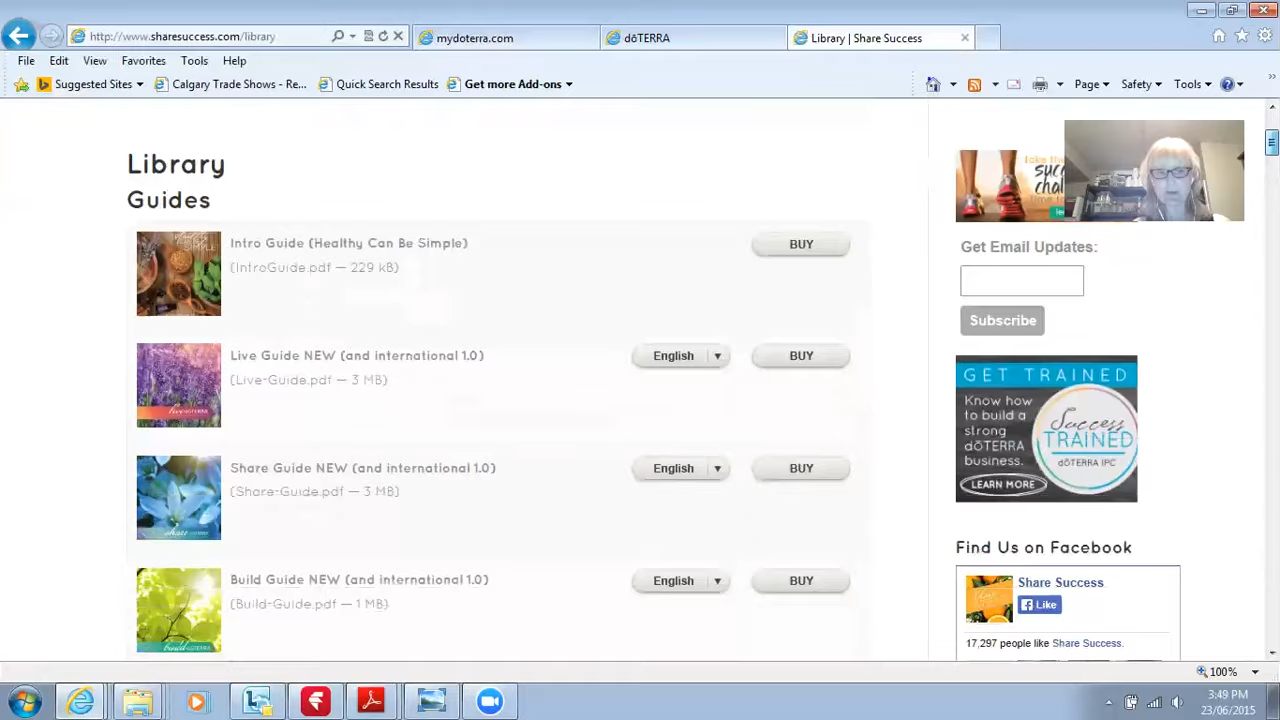 http://www.sharesuccess.com/library
mydoterra.com
dōTERRA
Library | Share Success
File Edit View Favorites Tools Help
Suggested Sites
Calgary Trade Shows - Re...
Quick Search Results
Get more Add-ons
Page
Safety
Tools
Library
Guides
Intro Guide (Healthy Can Be Simple)
BUY
(IntroGuide.pdf — 229 kB)
Live Guide NEW (and international 1.0)
English
BUY
(Live-Guide.pdf — 3 MB)
Share Guide NEW (and international 1.0)
English
BUY
(Share-Guide.pdf — 3 MB)
Build Guide NEW (and international 1.0)
English
BUY
(Build-Guide.pdf — 1 MB)
Get Email Updates:
Subscribe
GET TRAINED
Know how
to build a
strong
dōTERRA
business.
LEARN MORE
Success
TRAINED
dōTERRA IPC
Find Us on Facebook
Share Success
Like
17,297 people like Share Success.
100%
3:49 PM
23/06/2015